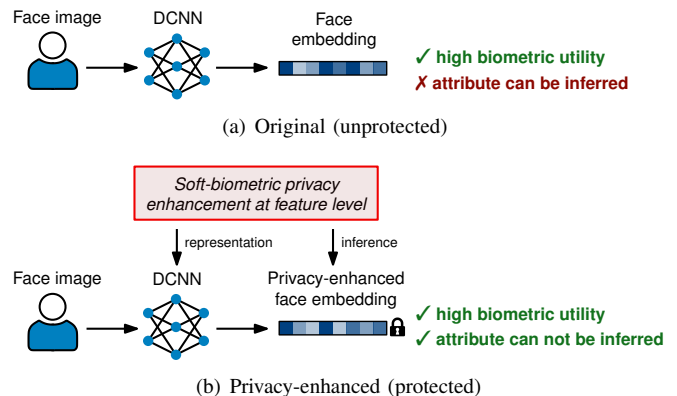 Face image
DCNN
Face
embedding
✓ high biometric utility
✗ attribute can be inferred
(a) Original (unprotected)
Soft-biometric privacy
enhancement at feature level
representation
inference
Face image
DCNN
Privacy-enhanced
face embedding
✓ high biometric utility
✓ attribute can not be inferred
(b) Privacy-enhanced (protected)